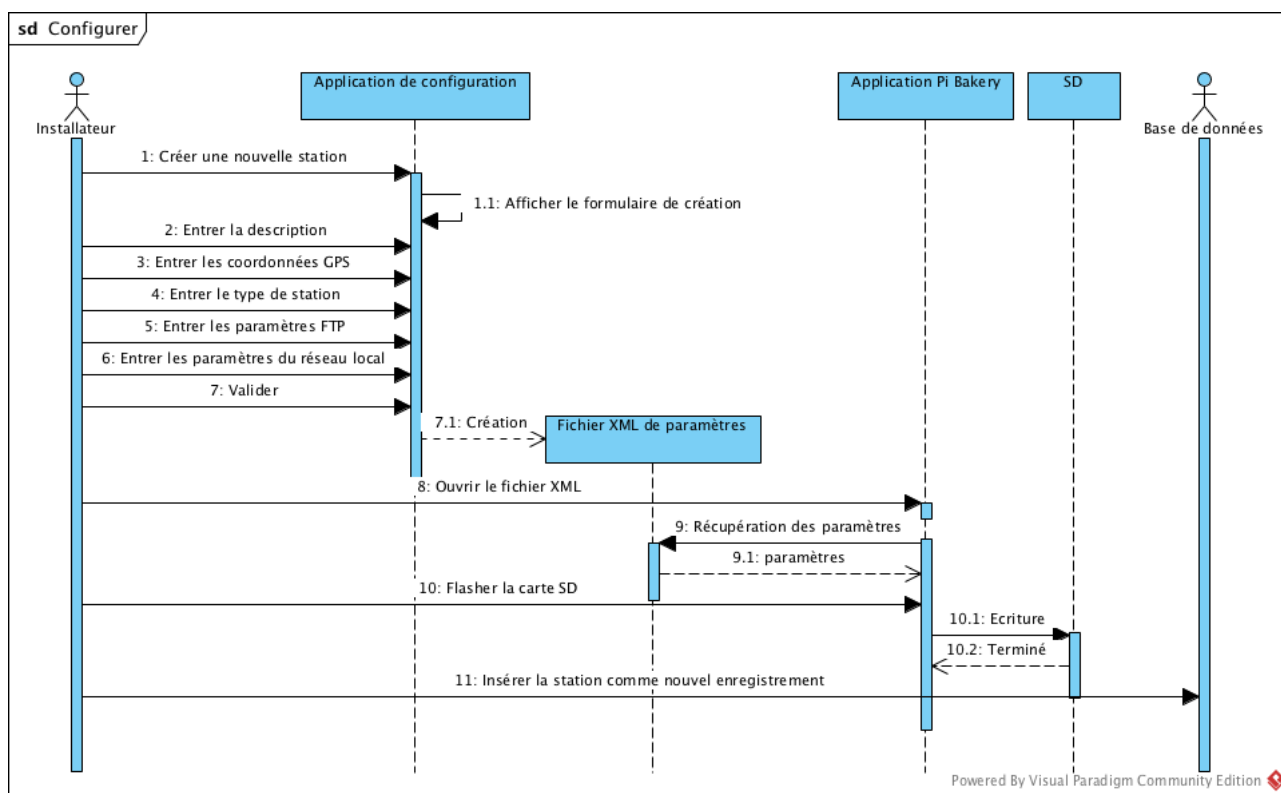 sd Configurer
Application de configuration
Application Pi Bakery
SD
Installateur
Base de données
1: Créer une nouvelle station
1.1: Afficher le formulaire de création
2: Entrer la description
3: Entrer les coordonnées GPS
4: Entrer le type de station
5: Entrer les paramètres FTP
6: Entrer les paramètres du réseau local
7: Valider
7.1: Création
Fichier XML de paramètres
8: Ouvrir le fichier XML
9: Récupération des paramètres
9.1: paramètres
10: Flasher la carte SD
10.1: Ecriture
10.2: Terminé
11: Insérer la station comme nouvel enregistrement
Powered By Visual Paradigm Community Edition